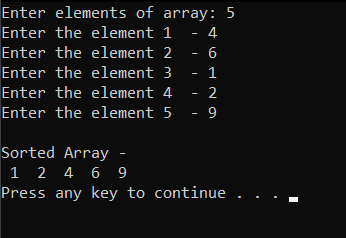 Enter elements of array: 5
Enter the element 1  - 4
Enter the element 2  - 6
Enter the element 3  - 1
Enter the element 4  - 2
Enter the element 5  - 9

Sorted Array -
 1  2  4  6  9
Press any key to continue . . .